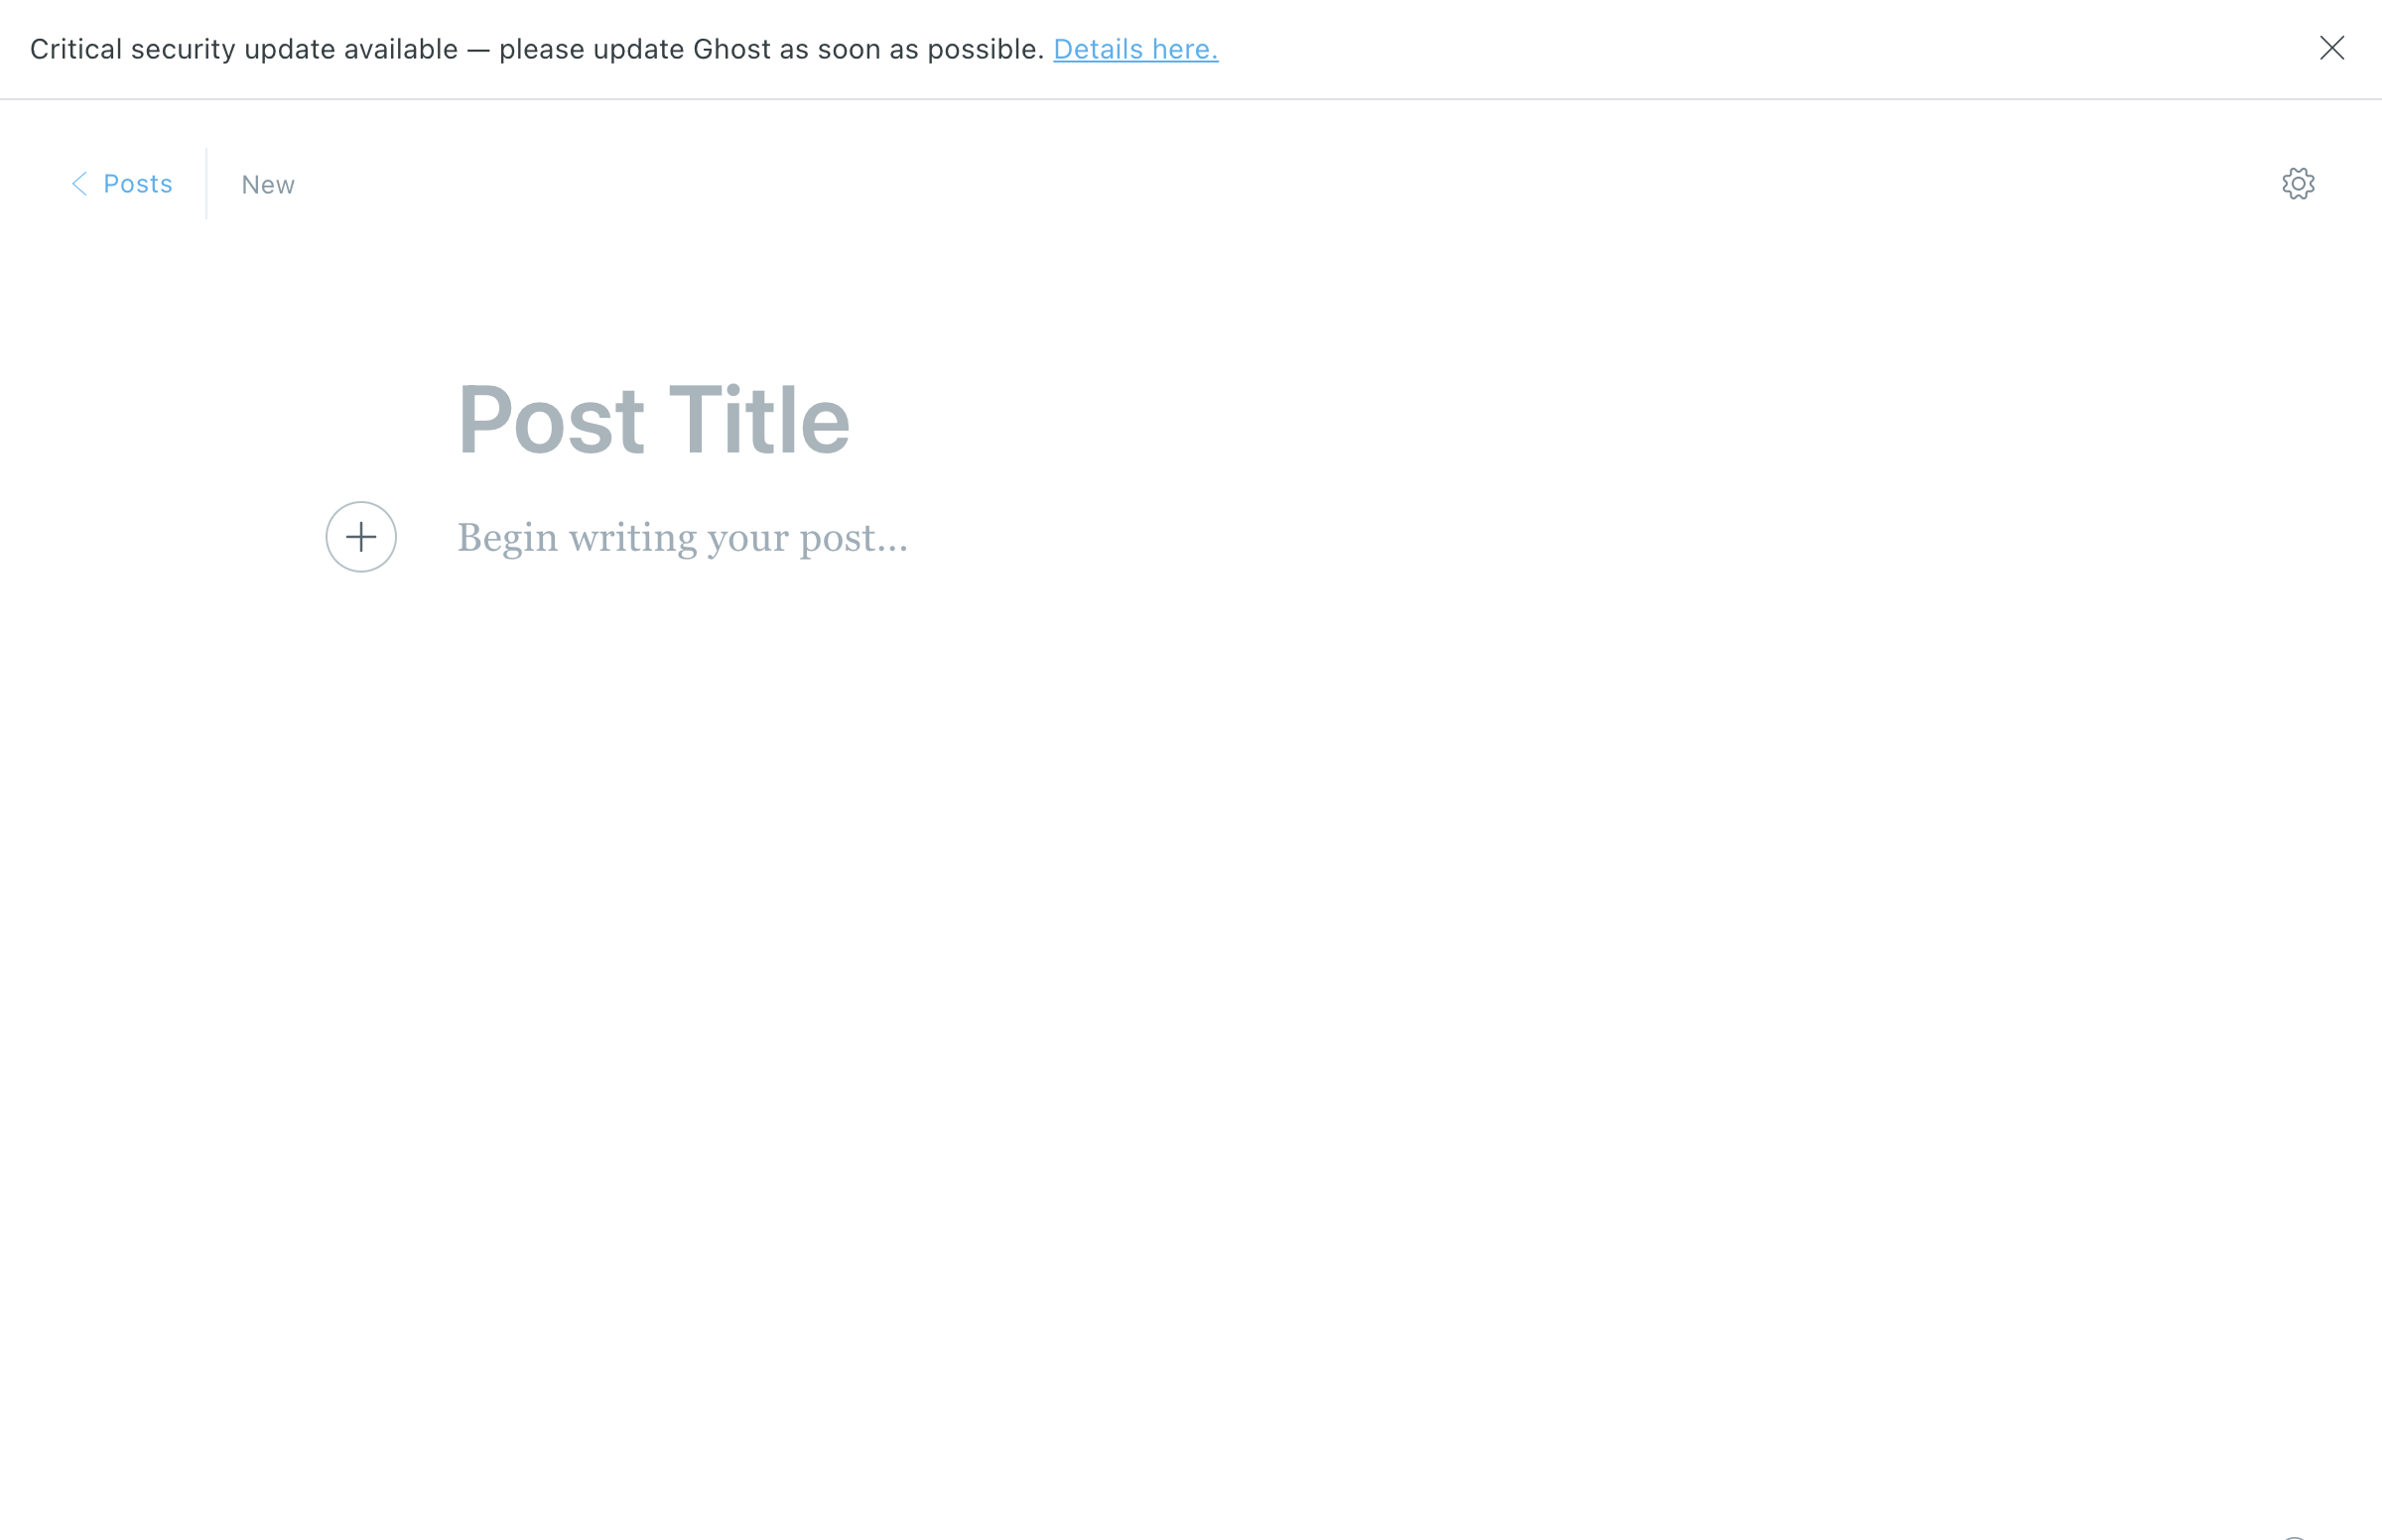 Critical security update available — please update Ghost as soon as possible. Details here.
Posts
New
Post Title
Begin writing your post...